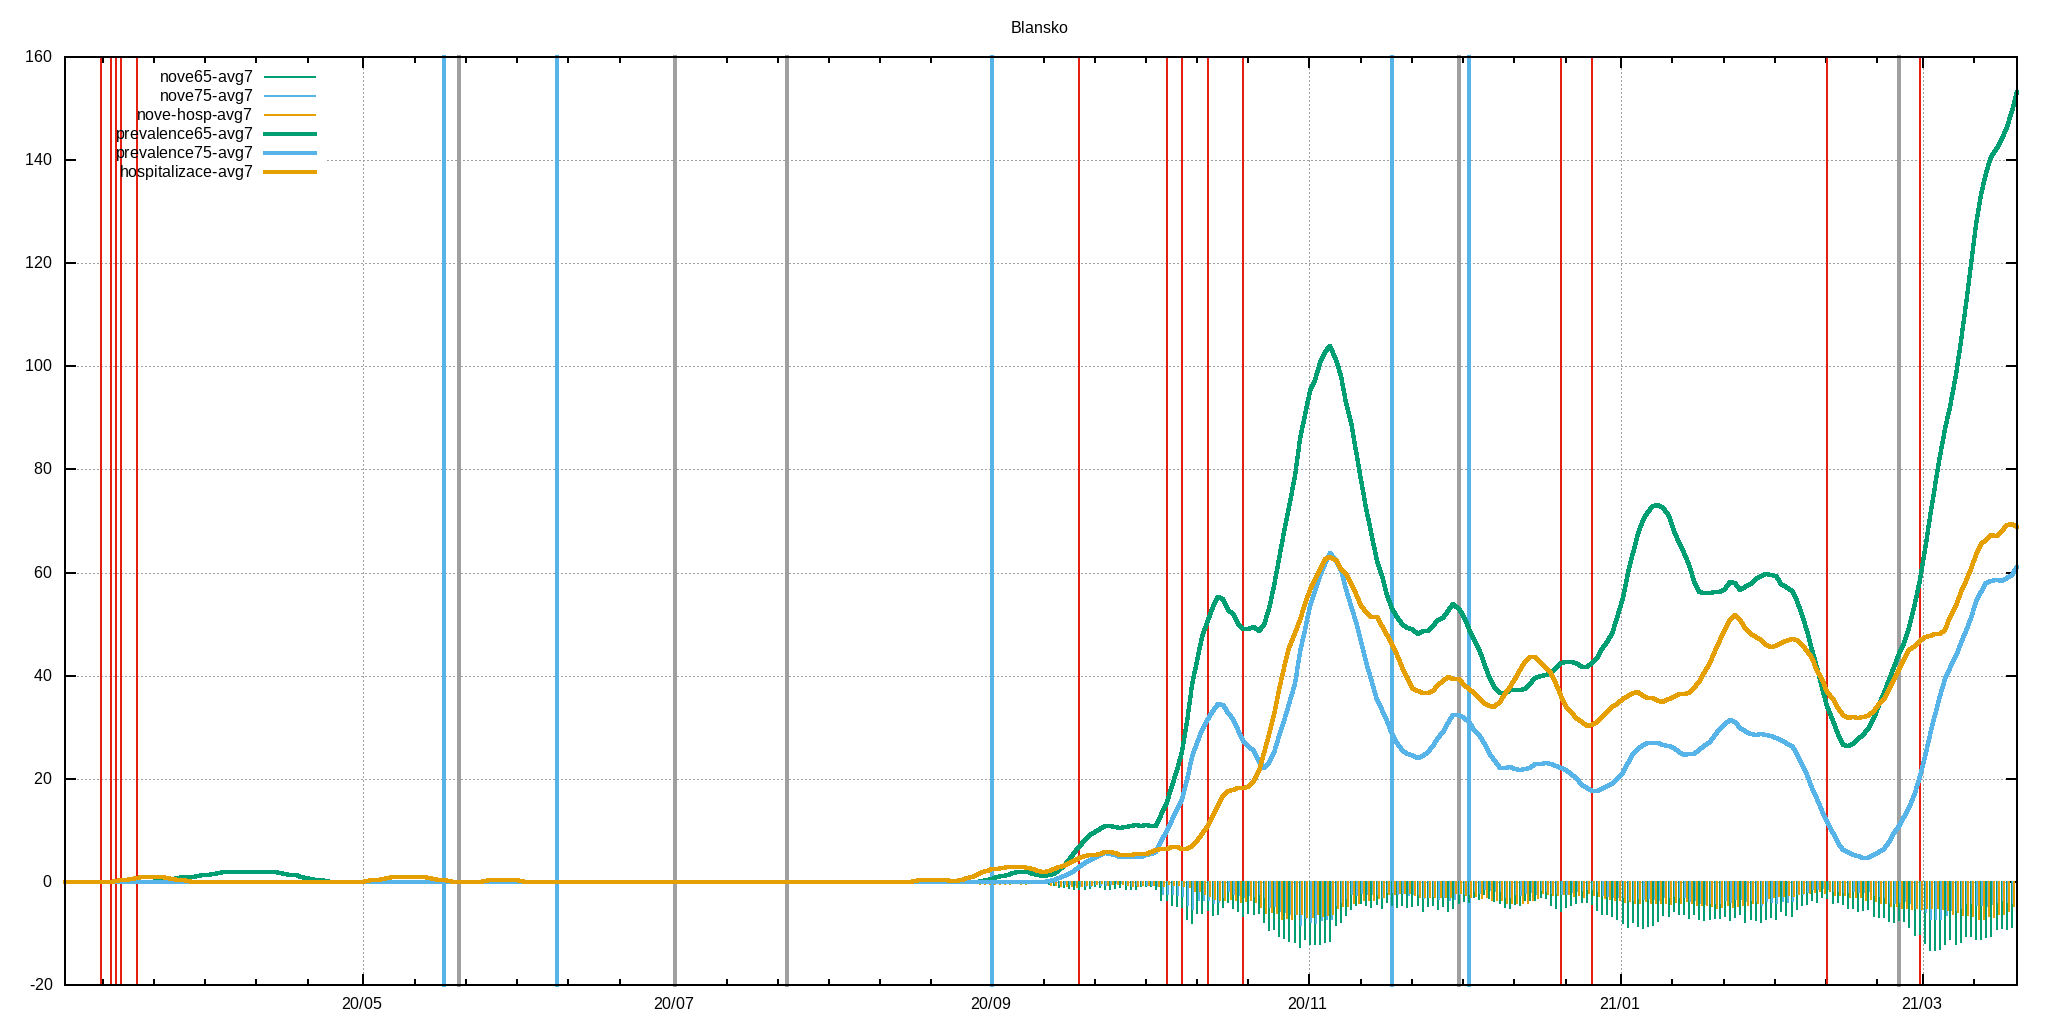 Blansko
160
140
120
100
80
60
40
20
0
-20
nove65-avg7
nove75-avg7
nove-hosp-avg7
prevalence65-avg7
prevalence75-avg7
hospitalizace-avg7
20/05
20/07
20/09
20/11
21/01
21/03